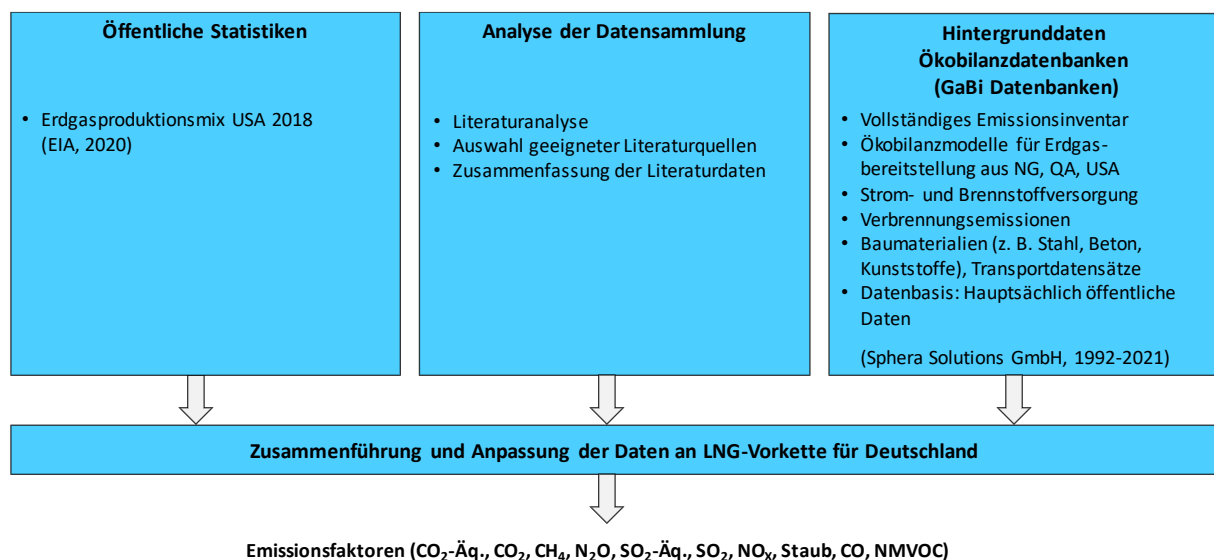 Öffentliche Statistiken
• Erdgasproduktionsmix USA 2018
(EIA, 2020)
Analyse der Datensammlung
• Literaturanalyse
• Auswahl geeigneter Literaturquellen
• Zusammenfassung der Literaturdaten
Hintergrunddaten
Ökobilanzdatenbanken
(GaBi Datenbanken)
• Vollständiges Emissionsinventar
• Ökobilanzmodelle für Erdgas-
bereitstellung aus NG, QA, USA
• Strom- und Brennstoffversorgung
• Verbrennungsemissionen
• Baumaterialien (z. B. Stahl, Beton,
Kunststoffe), Transportdatensätze
• Datenbasis: Hauptsächlich öffentliche
Daten
(Sphera Solutions GmbH, 1992-2021)
Zusammenführung und Anpassung der Daten an LNG-Vorkette für Deutschland
Emissionsfaktoren (CO₂-Äq., CO₂, CH₄, N₂O, SO₂-Äq., SO₂, NOₓ, Staub, CO, NMVOC)